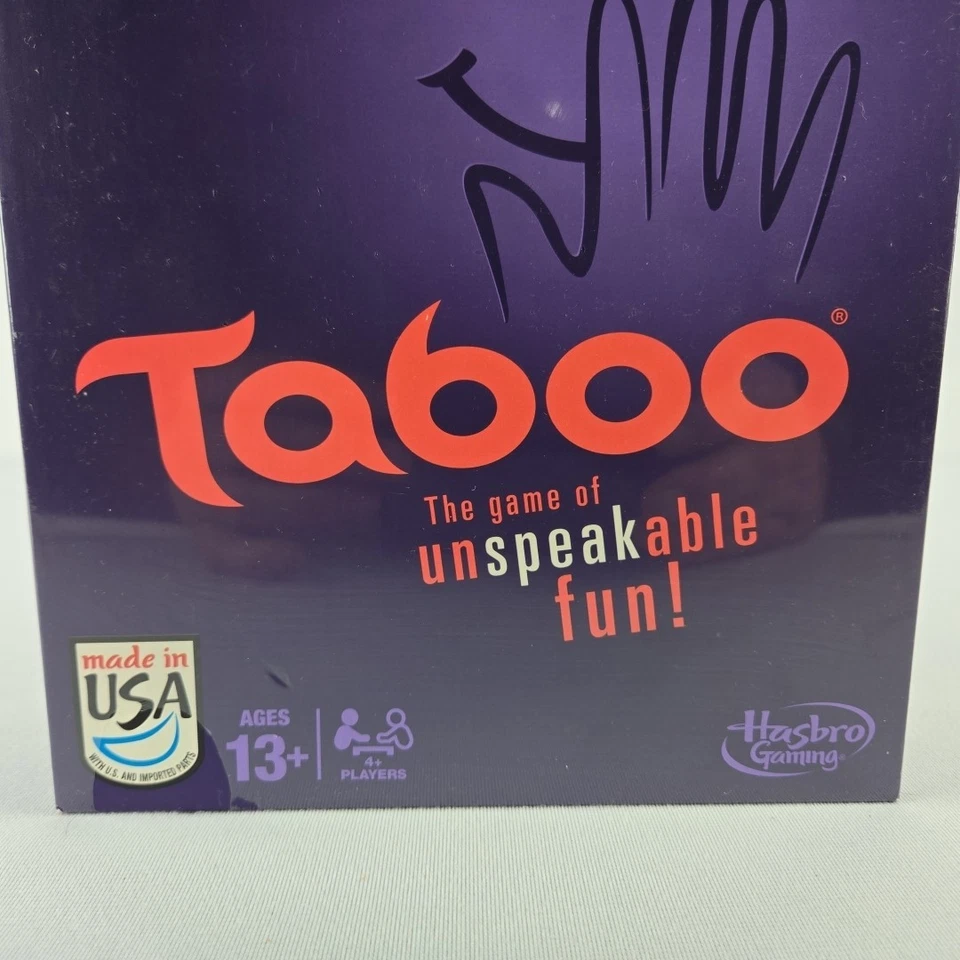 Taboo®
The game of
unspeakable
fun!
made in
USA
WITH U.S. AND IMPORTED PARTS
AGES
13+
4+
PLAYERS
Hasbro
Gaming